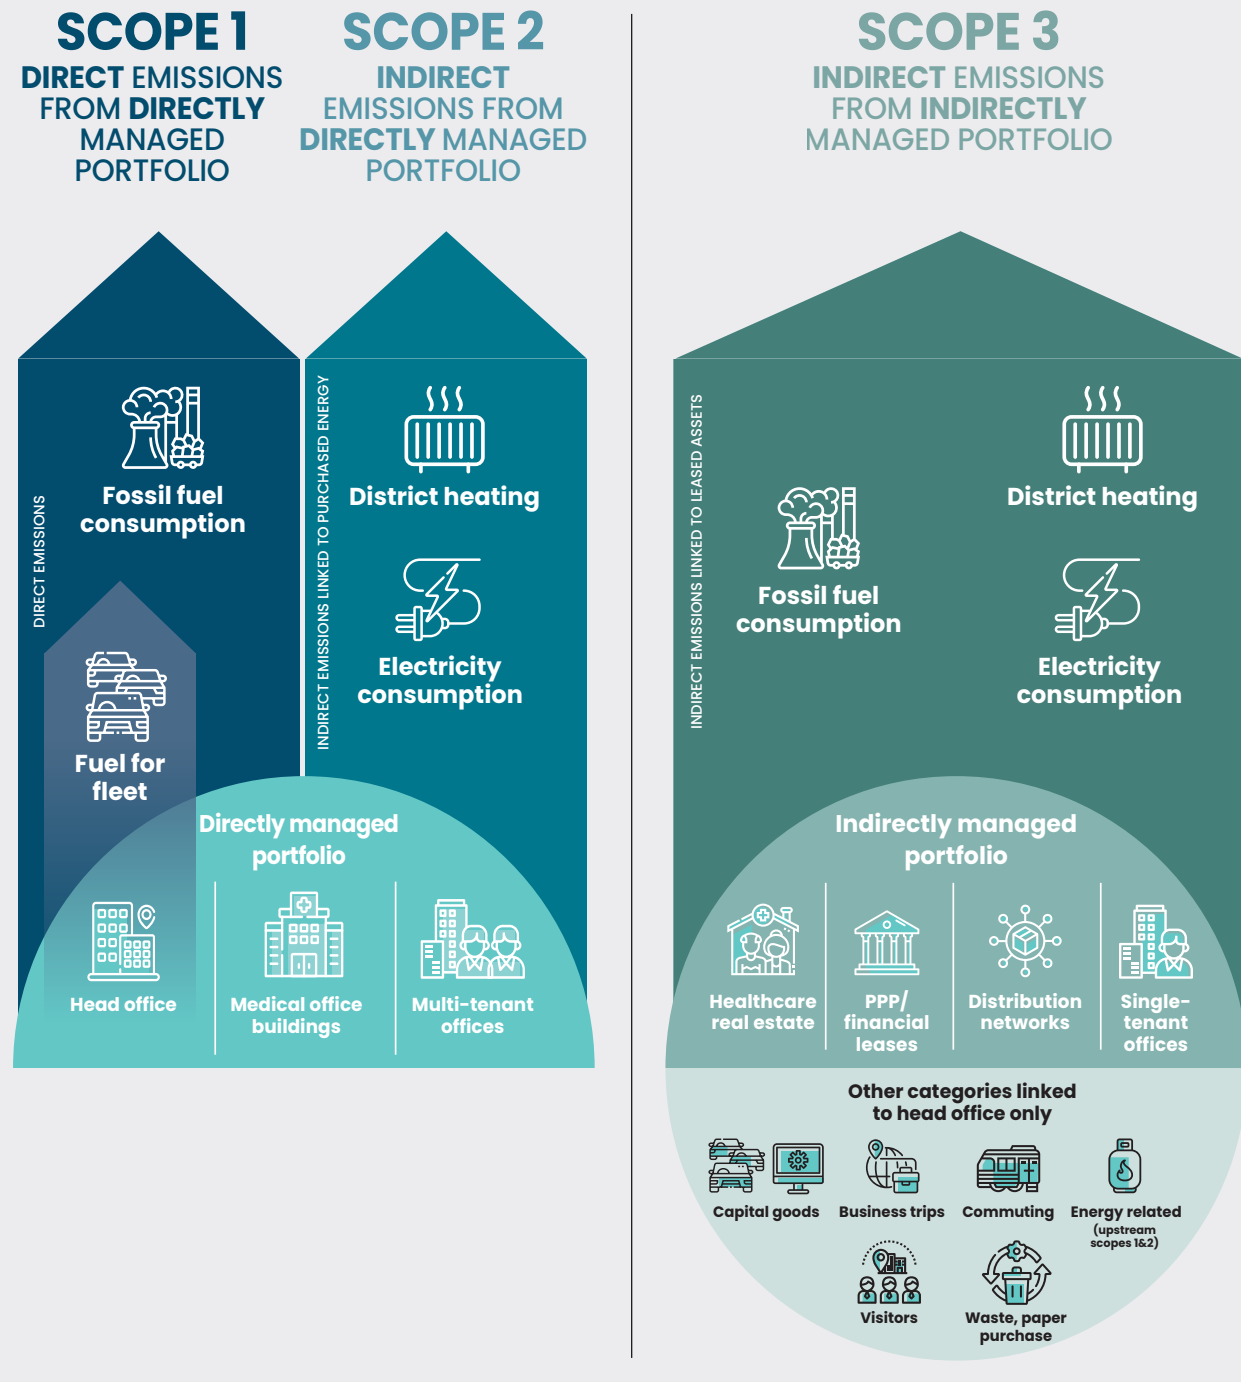 SCOPE 1
DIRECT EMISSIONS
FROM DIRECTLY
MANAGED
PORTFOLIO
SCOPE 2
INDIRECT
EMISSIONS FROM
DIRECTLY MANAGED
PORTFOLIO
SCOPE 3
INDIRECT EMISSIONS
FROM INDIRECTLY
MANAGED PORTFOLIO
DIRECT EMISSIONS
Fossil fuel
consumption
Fuel for
fleet
INDIRECT EMISSIONS LINKED TO PURCHASED ENERGY
District heating
Electricity
consumption
Directly managed
portfolio
Head office
Medical office
buildings
Multi-tenant
offices
INDIRECT EMISSIONS LINKED TO LEASED ASSETS
Fossil fuel
consumption
District heating
Electricity
consumption
Indirectly managed
portfolio
Healthcare
real estate
PPP/
financial
leases
Distribution
networks
Single-
tenant
offices
Other categories linked
to head office only
Capital goods
Business trips
Commuting
Energy related
(upstream
scopes 1&2)
Visitors
Waste, paper
purchase